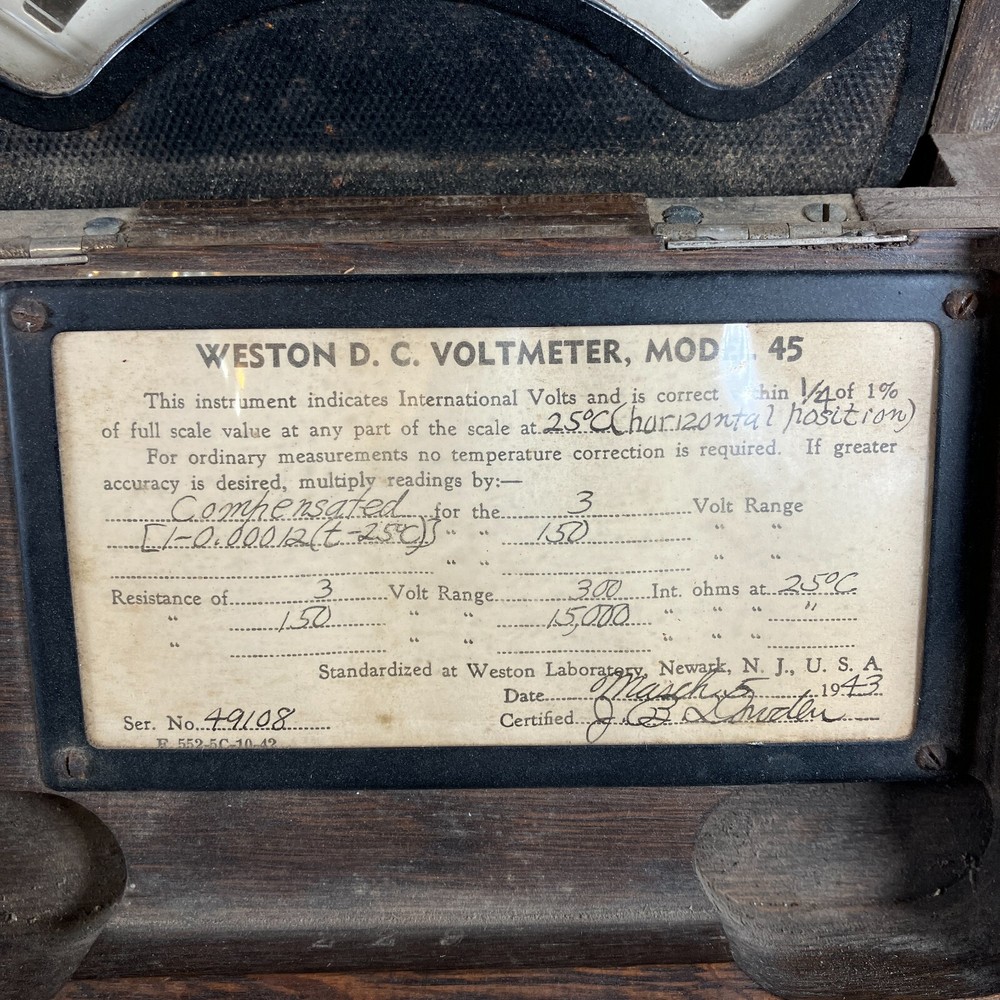 WESTON D. C. VOLTMETER, MODEL 45
This instrument indicates International Volts and is correct within 1/4 of 1%
of full scale value at any part of the scale at 25°C (horizontal position)
For ordinary measurements no temperature correction is required. If greater
accuracy is desired, multiply readings by:—
Compensated for the 3 Volt Range
[1-0.00012(t-25°C)] " " 150 " "
" " " "
Resistance of 3 Volt Range 300 Int. ohms at 25°C
" 150 " " 15,000 " " " "
" " " " " "
Standardized at Weston Laboratory, Newark, N. J., U. S. A
Date March 5 1943
Ser. No. 49108 Certified J B
F 552-5C-10-42